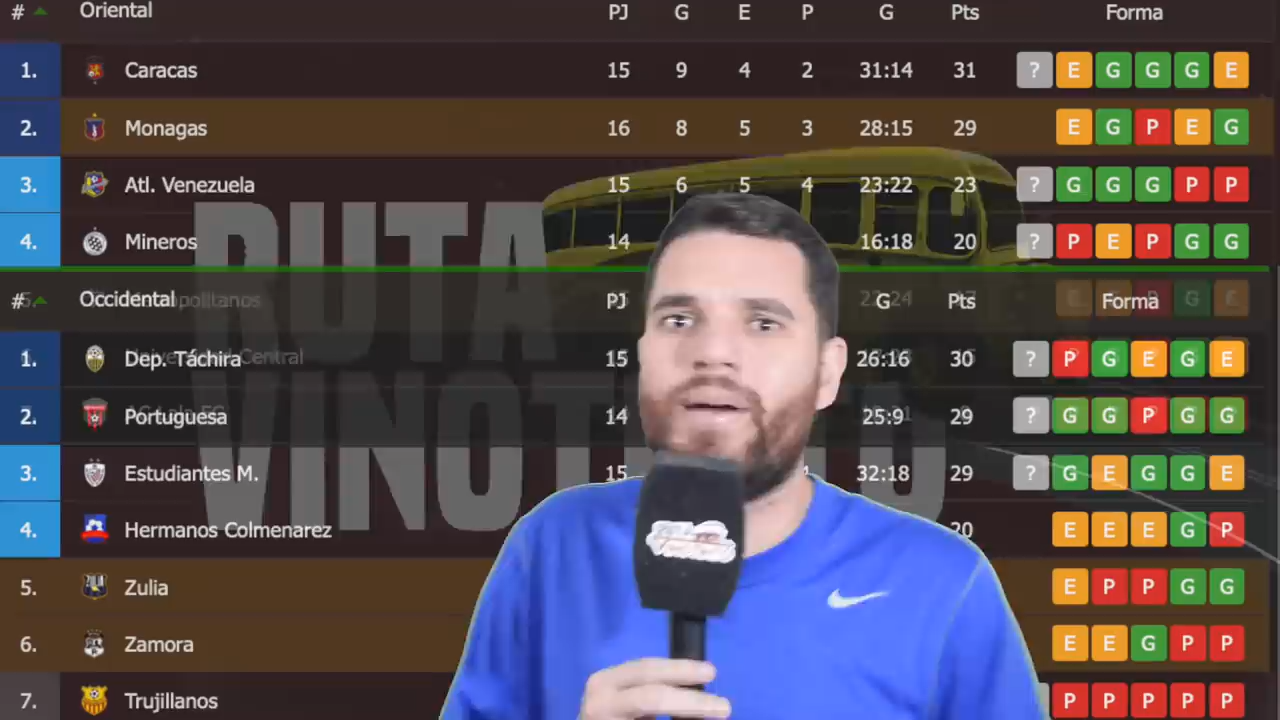 # Oriental PJ G E P G Pts Forma
1. Caracas 15 9 4 2 31:14 31 ? E G G G E
2. Monagas 16 8 5 3 28:15 29 E G P E G
3. Atl. Venezuela 15 6 5 4 23:22 23 ? G G G P P
RUTA
4. Mineros 14 16:18 20 ? P E P G G
# Occidental PJ G Pts Forma
1. Dep. Táchira 15 26:16 30 ? P G E G E
2. Portuguesa 14 25:9 29 ? G G P G G
3. Estudiantes M. 15 4 32:18 29 ? G E G G E
4. Hermanos Colmenarez 20 E E E G P
5. Zulia E P P G G
6. Zamora E E G P P
7. Trujillanos P P P P P